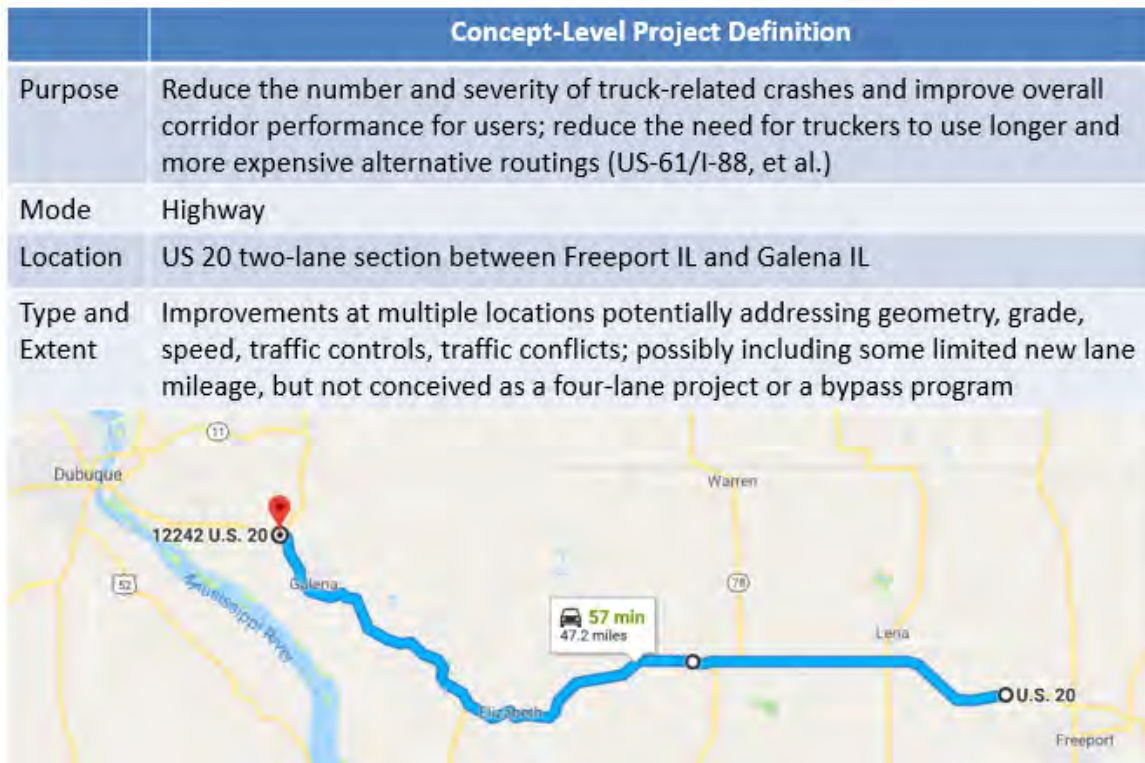 Concept-Level Project Definition
Purpose
Reduce the number and severity of truck-related crashes and improve overall
corridor performance for users; reduce the need for truckers to use longer and
more expensive alternative routings (US-61/I-88, et al.)
Mode
Highway
Location
US 20 two-lane section between Freeport IL and Galena IL
Type and
Extent
Improvements at multiple locations potentially addressing geometry, grade,
speed, traffic controls, traffic conflicts; possibly including some limited new lane
mileage, but not conceived as a four-lane project or a bypass program
11
Dubuque
Warren
12242 U.S. 20
Galena
52
Mississippi River
78
57 min
47.2 miles
Lena
Elizabeth
U.S. 20
Freeport